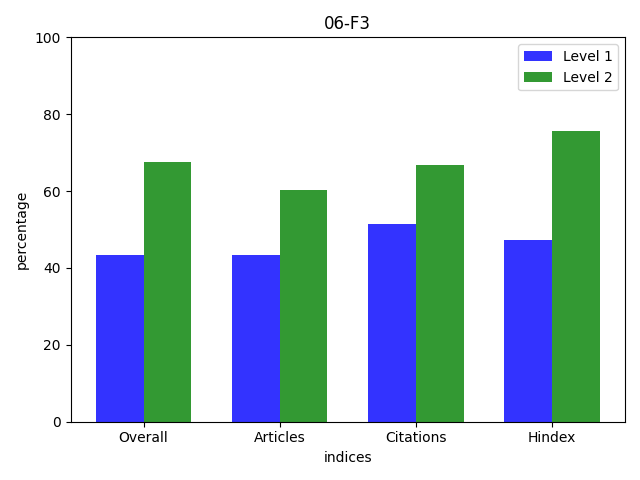 06-F3
Level 1
Level 2
percentage
100
80
60
40
20
0
Overall Articles Citations Hindex
indices